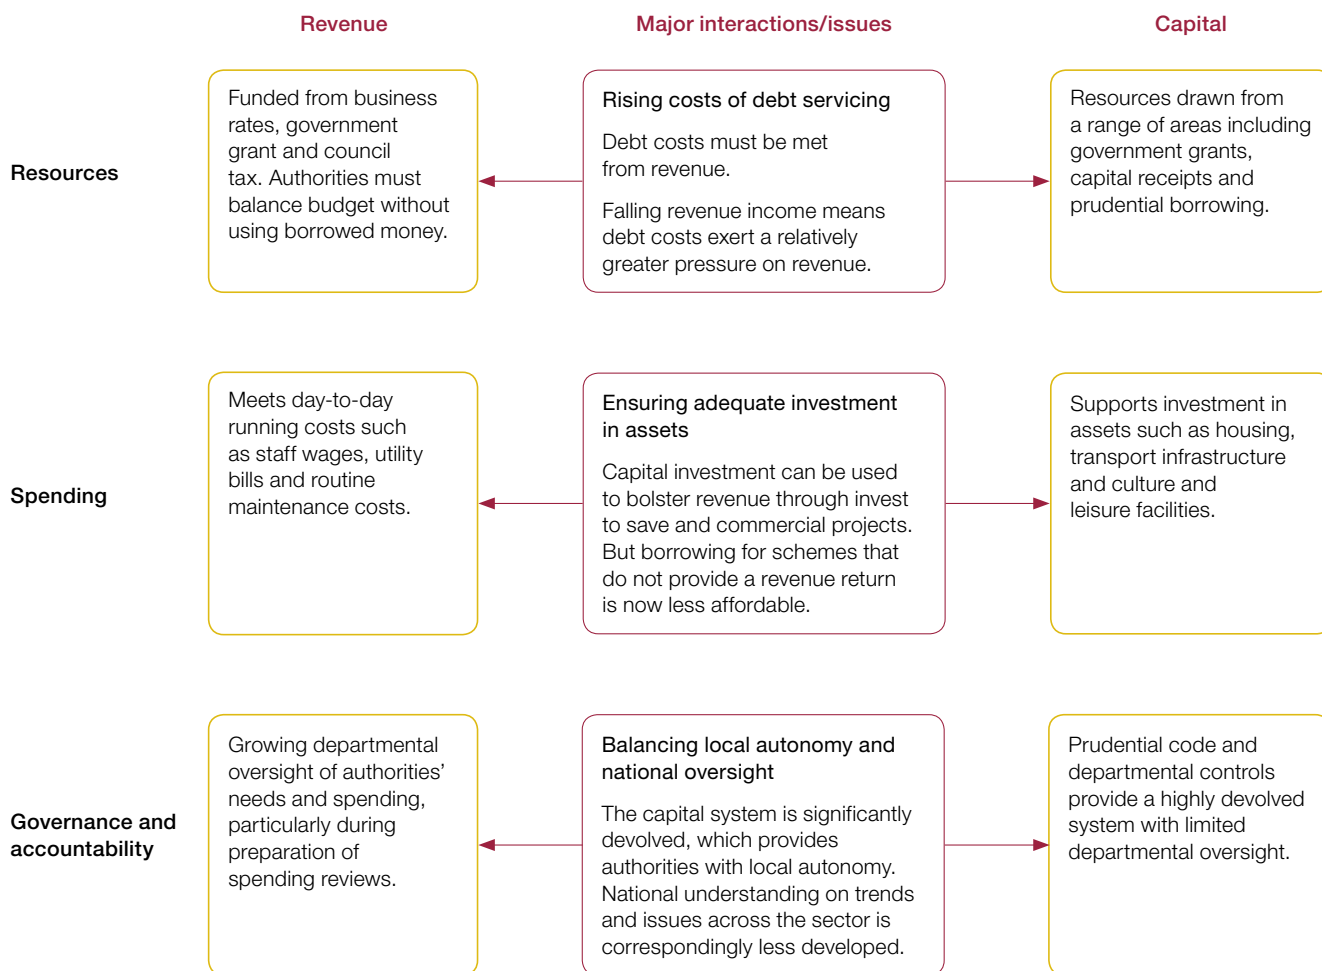 Revenue
Major interactions/issues
Capital
Resources
Funded from business
rates, government
grant and council
tax. Authorities must
balance budget without
using borrowed money.
Rising costs of debt servicing
Debt costs must be met
from revenue.
Falling revenue income means
debt costs exert a relatively
greater pressure on revenue.
Resources drawn from
a range of areas including
government grants,
capital receipts and
prudential borrowing.
Spending
Meets day-to-day
running costs such
as staff wages, utility
bills and routine
maintenance costs.
Ensuring adequate investment
in assets
Capital investment can be used
to bolster revenue through invest
to save and commercial projects.
But borrowing for schemes that
do not provide a revenue return
is now less affordable.
Supports investment in
assets such as housing,
transport infrastructure
and culture and
leisure facilities.
Governance and
accountability
Growing departmental
oversight of authorities’
needs and spending,
particularly during
preparation of
spending reviews.
Balancing local autonomy and
national oversight
The capital system is significantly
devolved, which provides
authorities with local autonomy.
National understanding on trends
and issues across the sector is
correspondingly less developed.
Prudential code and
departmental controls
provide a highly devolved
system with limited
departmental oversight.